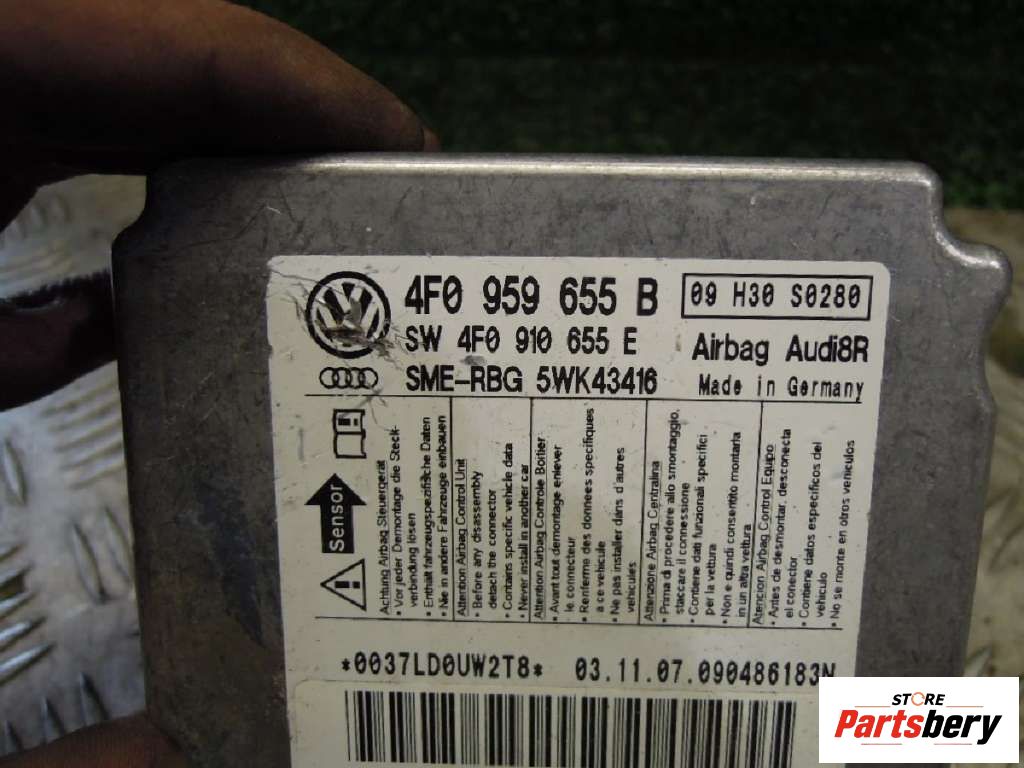 4F0 959 655 B
09 H30 S0280
SW 4F0 910 655 E
Airbag Audi8R
SME-RBG 5WK43416
Made in Germany
Sensor
Achtung Airbag Steuergerät
• Vor jeder Demontage die Steck-
verbindung lösen
• Enthält fahrzeugspezifische Daten
• Nie in andere Fahrzeuge einbauen
Attention Airbag Control Unit
• Before any disassembly
detach the connector
• Contains specific vehicle data
• Never install in another car
Attention Airbag Controle Boitier
• Avant tout demontage enlever
le connecteur
• Renferme des donnees specifiques
a ce vehicule
• Ne pas installer dans d'autres
vehicules
Attenzione Airbag Centralina
• Prima di procedere allo smontaggio,
staccare il connessione
• Contiene dati funzionali specifici
per la vettura
• Non e quindi consentito montarla
in un altra vettura
Atencion Airbag Control Equipo
• Antes de desmontar, desconecta
el conector
• Contiene datos especificos del
vehiculo
• No se monte en otros vehiculos
*0037LD0UW2T8*
03.11.07.090486183N
STORE
Partsbery